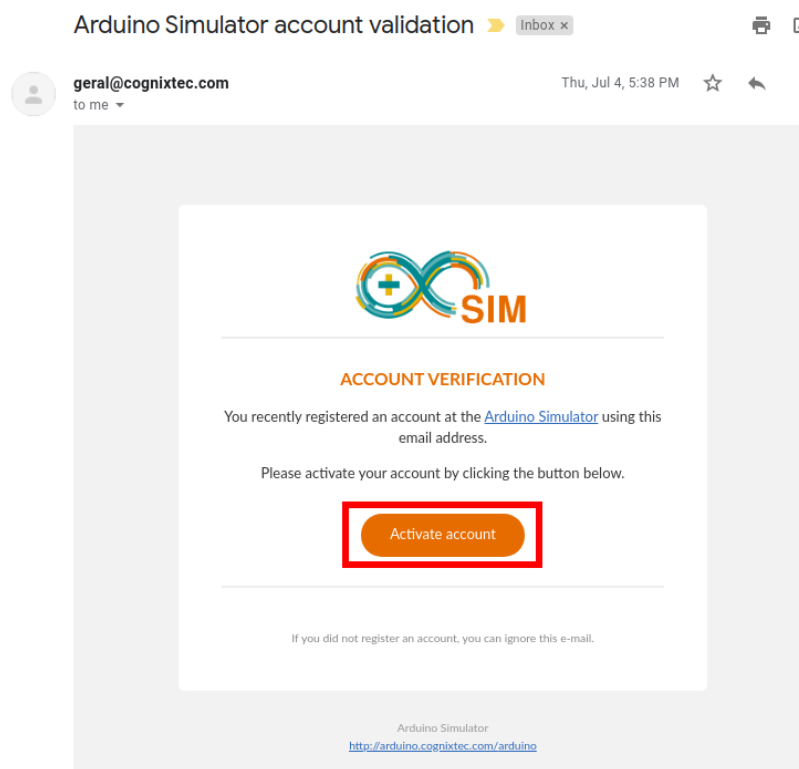 Arduino Simulator account validation Inbox ×
geral@cognixtec.com Thu, Jul 4, 5:38 PM
to me
SIM
ACCOUNT VERIFICATION
You recently registered an account at the Arduino Simulator using this
email address.
Please activate your account by clicking the button below.
Activate account
If you did not register an account, you can ignore this e-mail.
Arduino Simulator
http://arduino.cognixtec.com/arduino